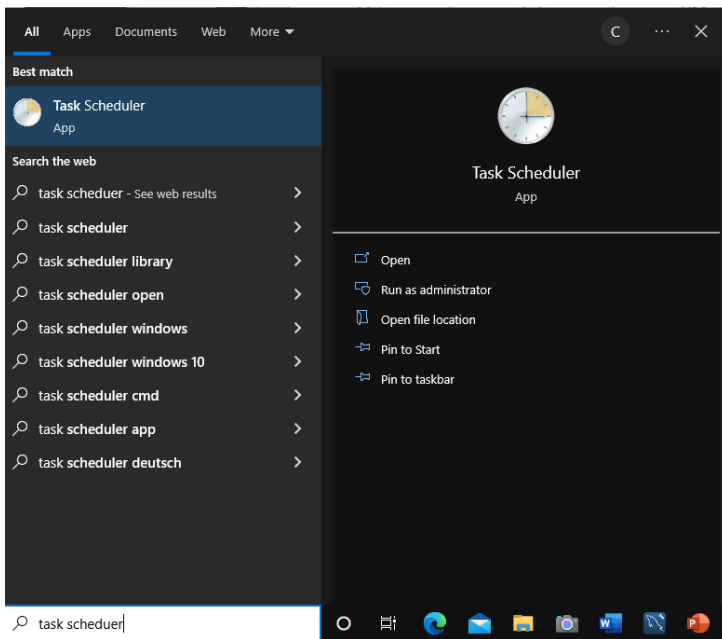 All Apps Documents Web More C ...
Best match
Task Scheduler
App
Search the web
task scheduer - See web results
task scheduler
task scheduler library
task scheduler open
task scheduler windows
task scheduler windows 10
task scheduler cmd
task scheduler app
task scheduler deutsch
Task Scheduler
App
Open
Run as administrator
Open file location
Pin to Start
Pin to taskbar
task scheduer
W P